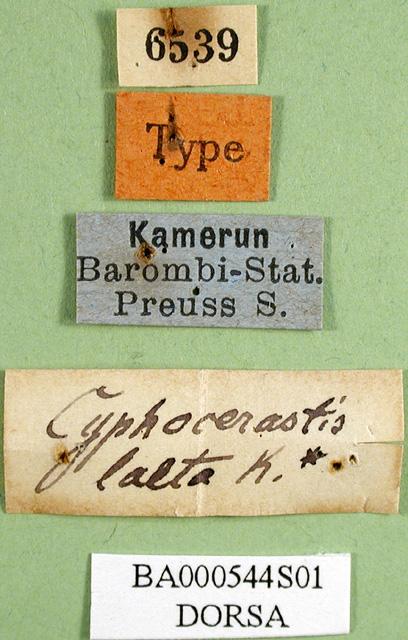 6539
Type
Kamerun
Barombi-Stat.
Preuss S.
Cyphocerastis
laeta K. *
BA000544S01
DORSA